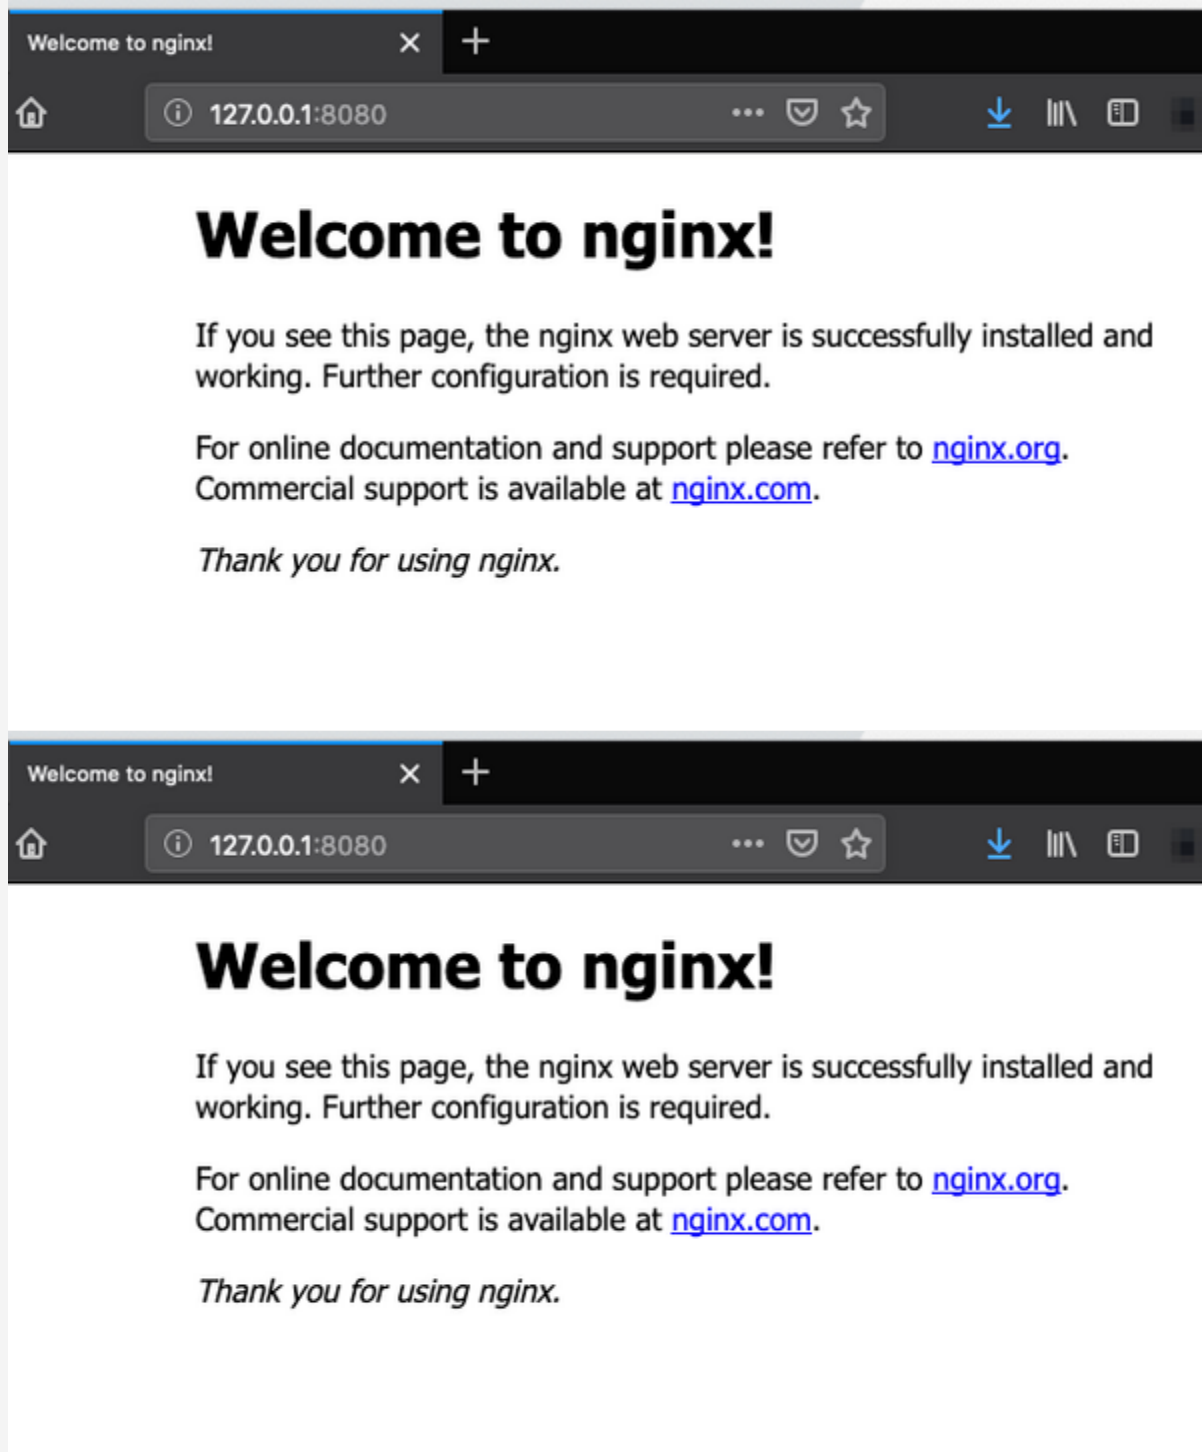 Welcome to nginx!
127.0.0.1:8080
Welcome to nginx!
If you see this page, the nginx web server is successfully installed and
working. Further configuration is required.
For online documentation and support please refer to nginx.org.
Commercial support is available at nginx.com.
Thank you for using nginx.
Welcome to nginx!
127.0.0.1:8080
Welcome to nginx!
If you see this page, the nginx web server is successfully installed and
working. Further configuration is required.
For online documentation and support please refer to nginx.org.
Commercial support is available at nginx.com.
Thank you for using nginx.